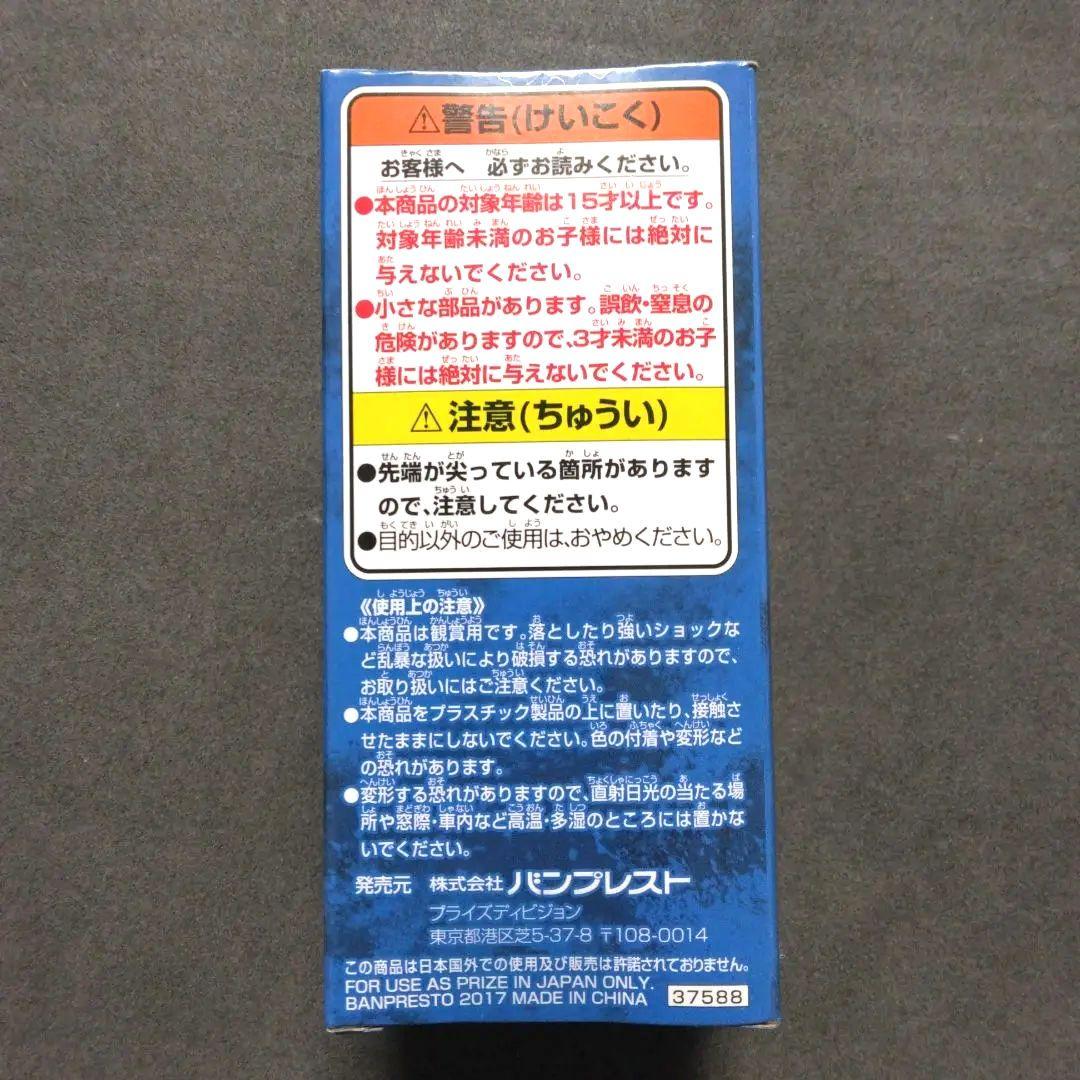 ⚠警告(けいこく)
お客様へ 必ずお読みください。
●本商品の対象年齢は15才以上です。
対象年齢未満のお子様には絶対に
与えないでください。
●小さな部品があります。誤飲・窒息の
危険がありますので、3才未満のお子
様には絶対に与えないでください。
⚠注意(ちゅうい)
●先端が尖っている箇所があります
ので、注意してください。
●目的以外のご使用は、おやめください。
《使用上の注意》
●本商品は観賞用です。落としたり強いショックな
ど乱暴な扱いにより破損する恐れがありますので、
お取り扱いにはご注意ください。
●本商品をプラスチック製品の上に置いたり、接触さ
せたままにしないでください。色の付着や変形など
の恐れがあります。
●変形する恐れがありますので、直射日光の当たる場
所や窓際・車内など高温・多湿のところには置かな
いでください。
発売元 株式会社 バンプレスト
プライズディビジョン
東京都港区芝5-37-8 〒108-0014
この商品は日本国外での使用及び販売は許諾されておりません。
FOR USE AS PRIZE IN JAPAN ONLY.
BANPRESTO 2017 MADE IN CHINA 37588